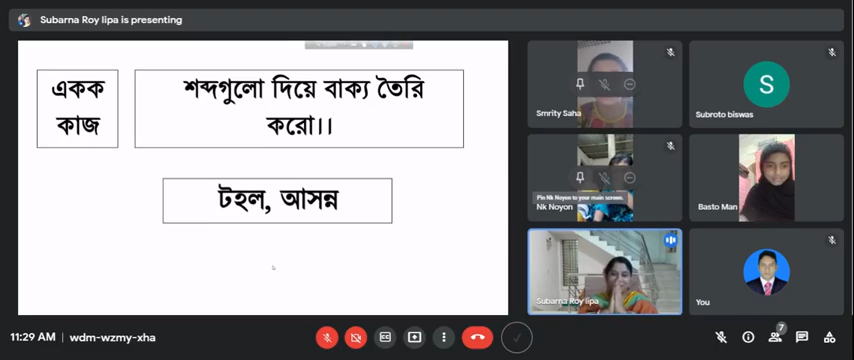 Subarna Roy lipa is presenting
একক
কাজ
শব্দগুলো দিয়ে বাক্য তৈরি
করো।।
টহল, আসন্ন
Smrity Saha
S
Subroto biswas
Pin Nk Noyon to your main screen.
Nk Noyon
Basto Man
Subarna Roy lipa
You
11:29 AM | wdm-wzmy-xha
7